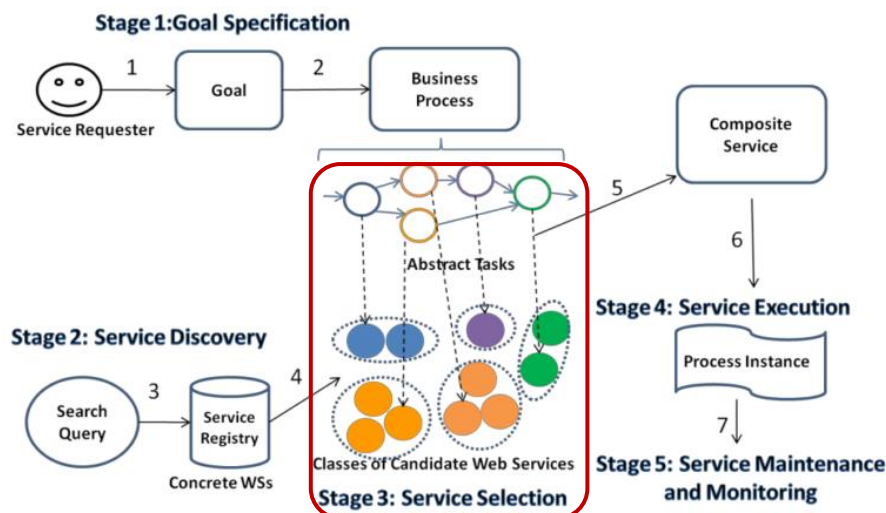 Stage 1:Goal Specification
1
2
Goal
Business
Process
Service Requester
Composite
Service
5
Abstract Tasks
6
Stage 4: Service Execution
Stage 2: Service Discovery
Process Instance
3
4
Search
Query
Service
Registry
7
Classes of Candidate Web Services
Stage 5: Service Maintenance
and Monitoring
Concrete WSs
Stage 3: Service Selection